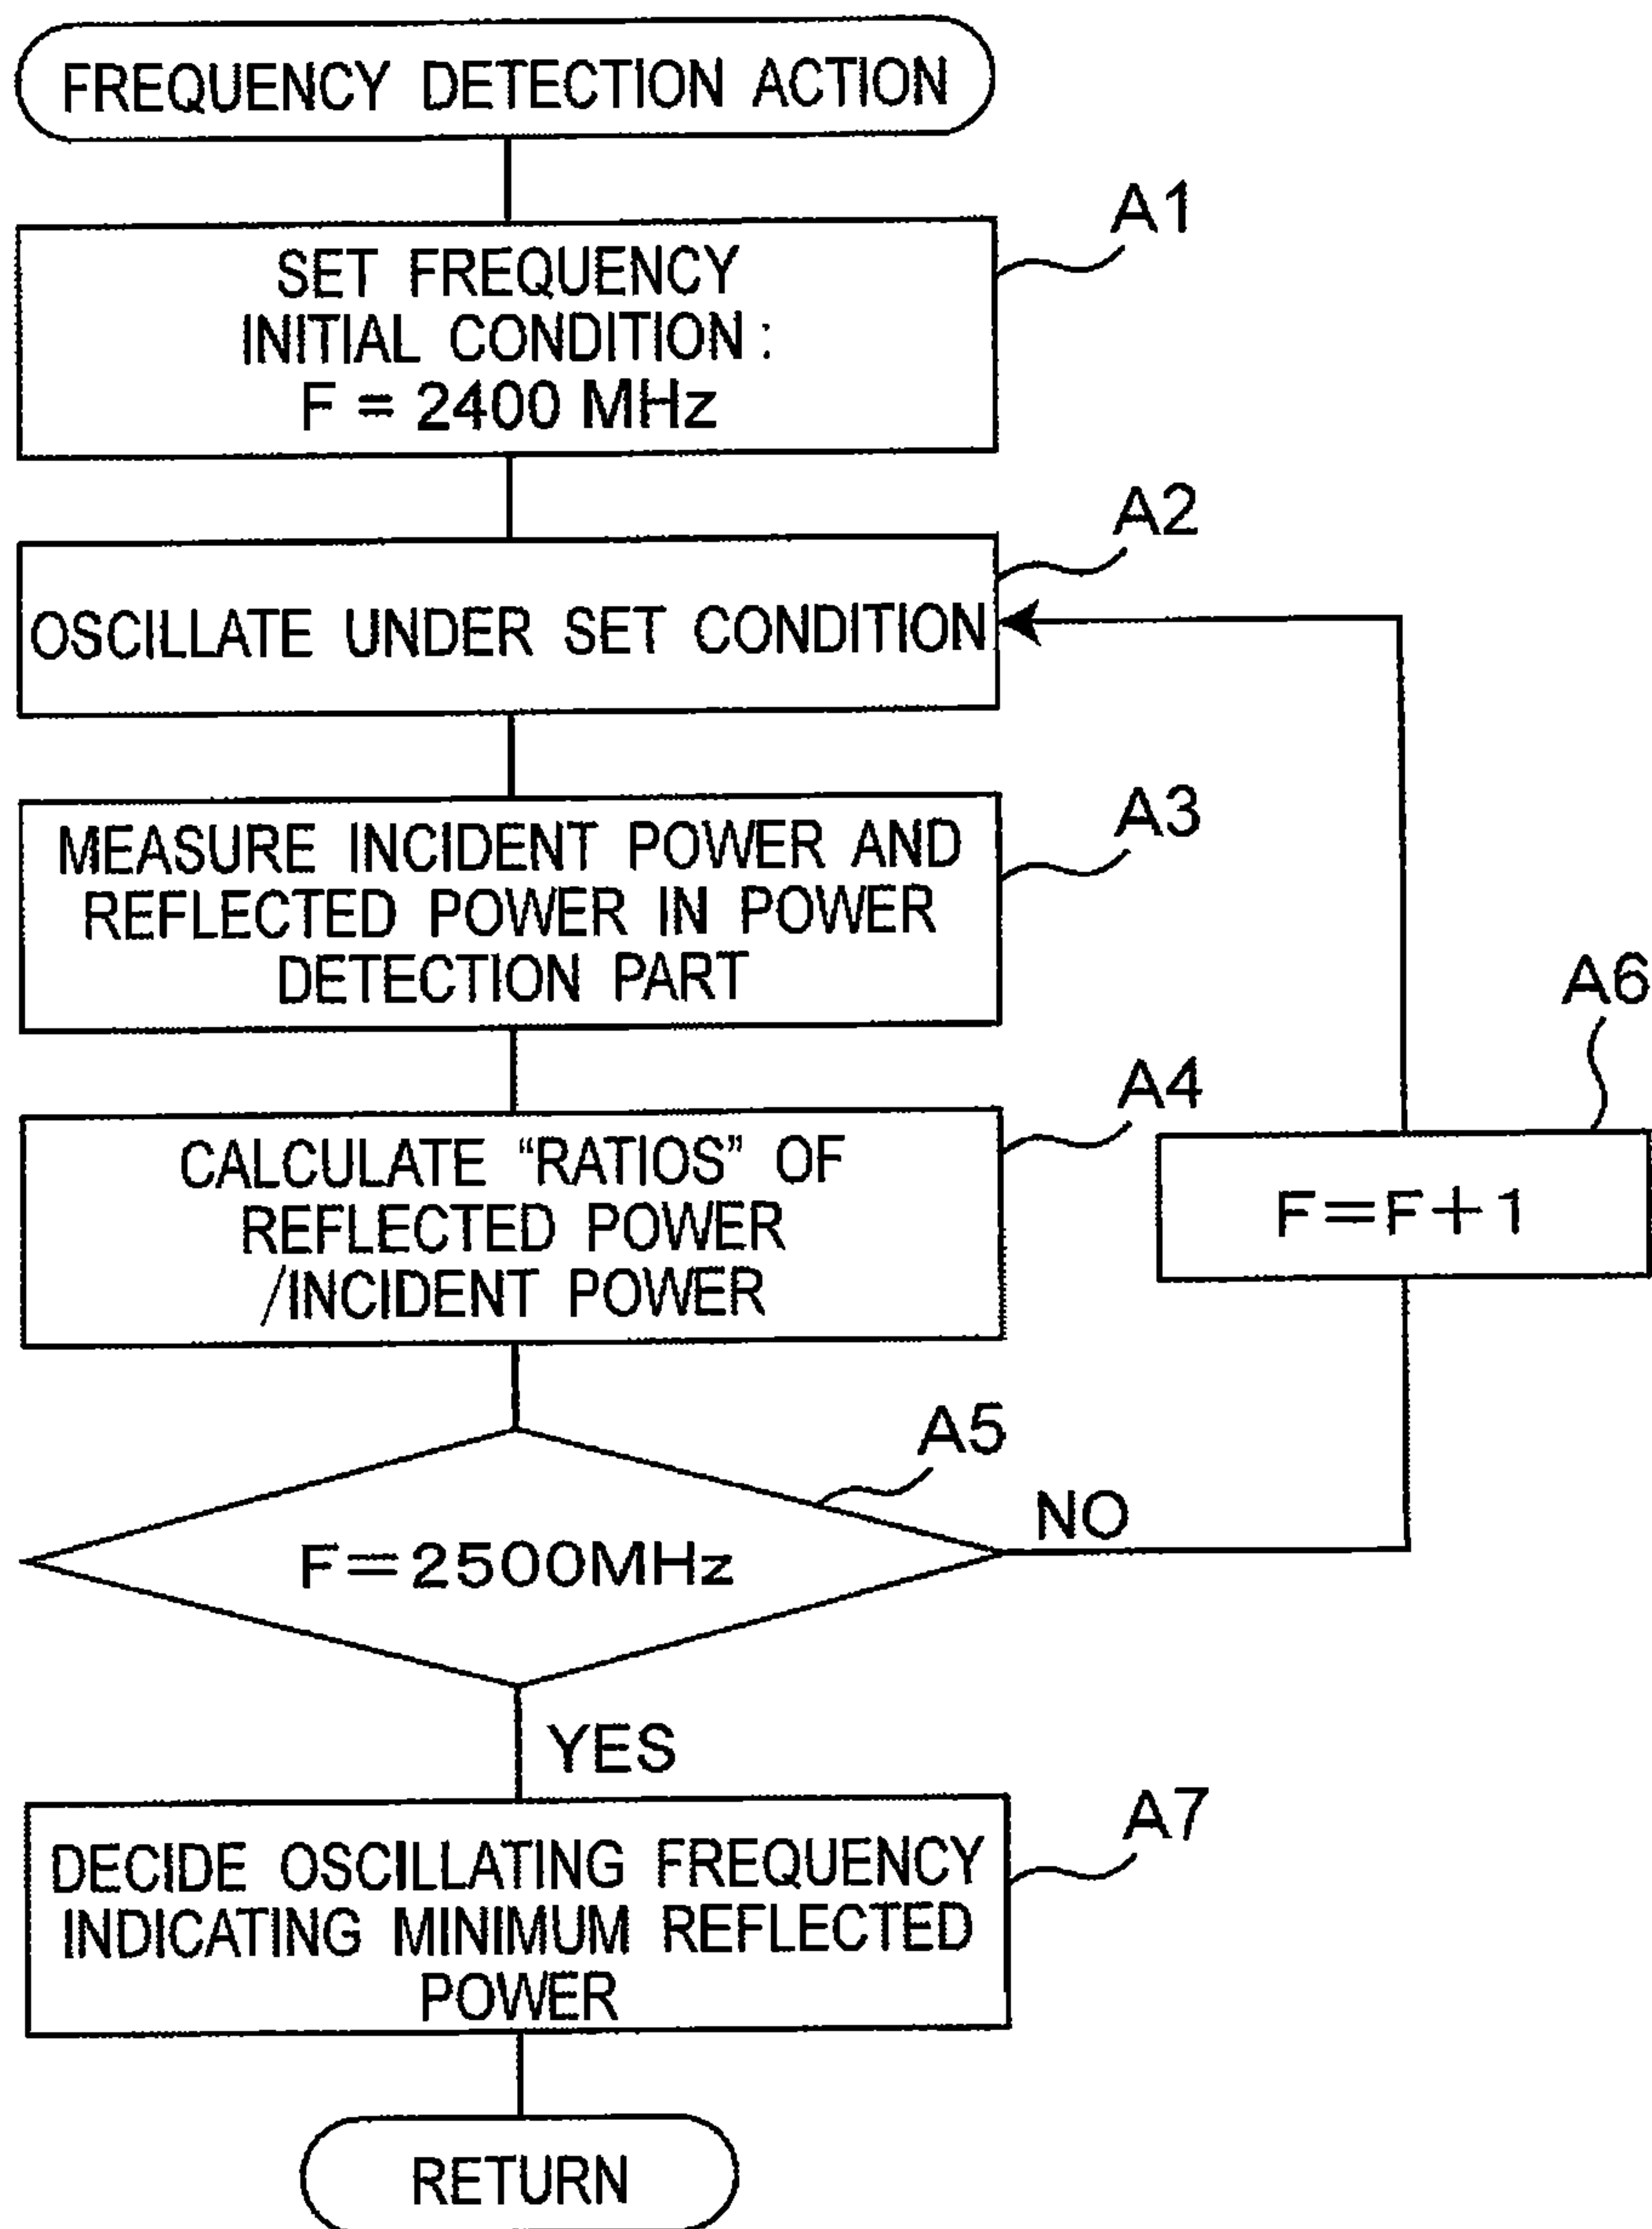 FREQUENCY DETECTION ACTION
A1
SET FREQUENCY
INITIAL CONDITION:
F = 2400 MHz
A2
OSCILLATE UNDER SET CONDITION
A3
MEASURE INCIDENT POWER AND
REFLECTED POWER IN POWER
DETECTION PART
A6
F=F+1
A4
CALCULATE “RATIOS” OF
REFLECTED POWER
/INCIDENT POWER
A5
F=2500MHz
NO
YES
A7
DECIDE OSCILLATING FREQUENCY
INDICATING MINIMUM REFLECTED
POWER
RETURN